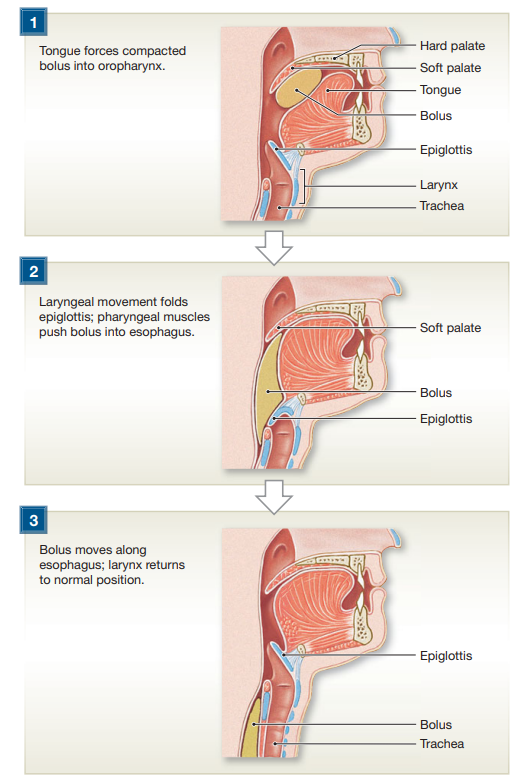 1
Tongue forces compacted
bolus into oropharynx.
Hard palate
Soft palate
Tongue
Bolus
Epiglottis
Larynx
Trachea
2
Laryngeal movement folds
epiglottis; pharyngeal muscles
push bolus into esophagus.
Soft palate
Bolus
Epiglottis
3
Bolus moves along
esophagus; larynx returns
to normal position.
Epiglottis
Bolus
Trachea